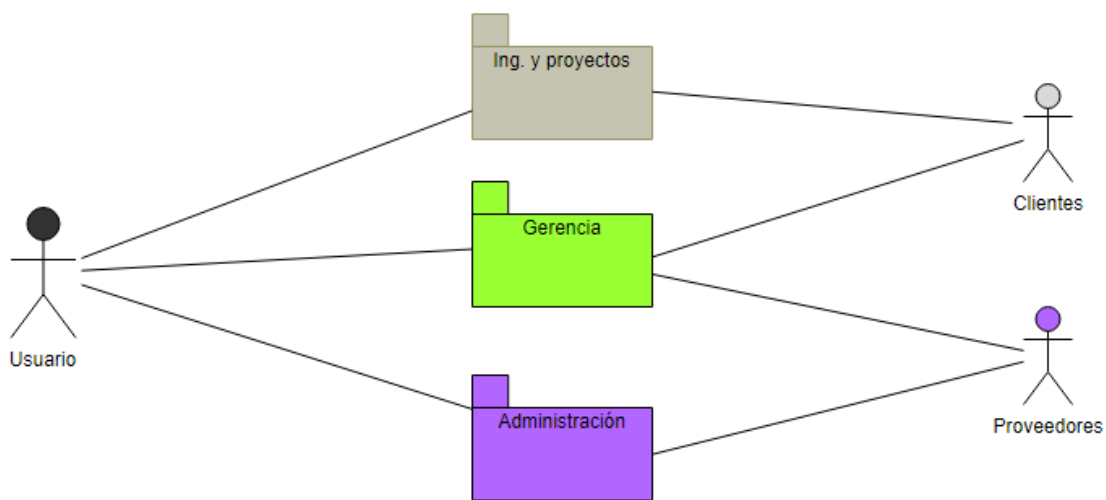 Ing. y proyectos
Clientes
Gerencia
Usuario
Administración
Proveedores